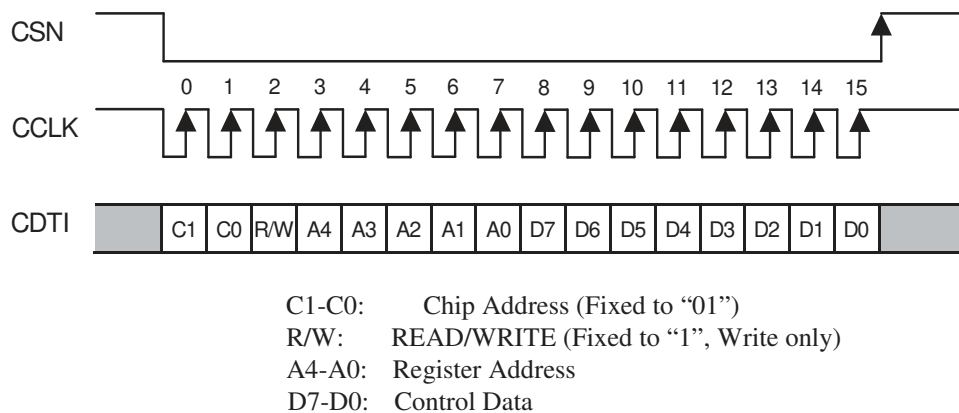 CSN
0 1 2 3 4 5 6 7 8 9 10 11 12 13 14 15
CCLK
CDTI C1 C0 R/W A4 A3 A2 A1 A0 D7 D6 D5 D4 D3 D2 D1 D0
C1-C0: Chip Address (Fixed to “01”)
R/W: READ/WRITE (Fixed to “1”, Write only)
A4-A0: Register Address
D7-D0: Control Data